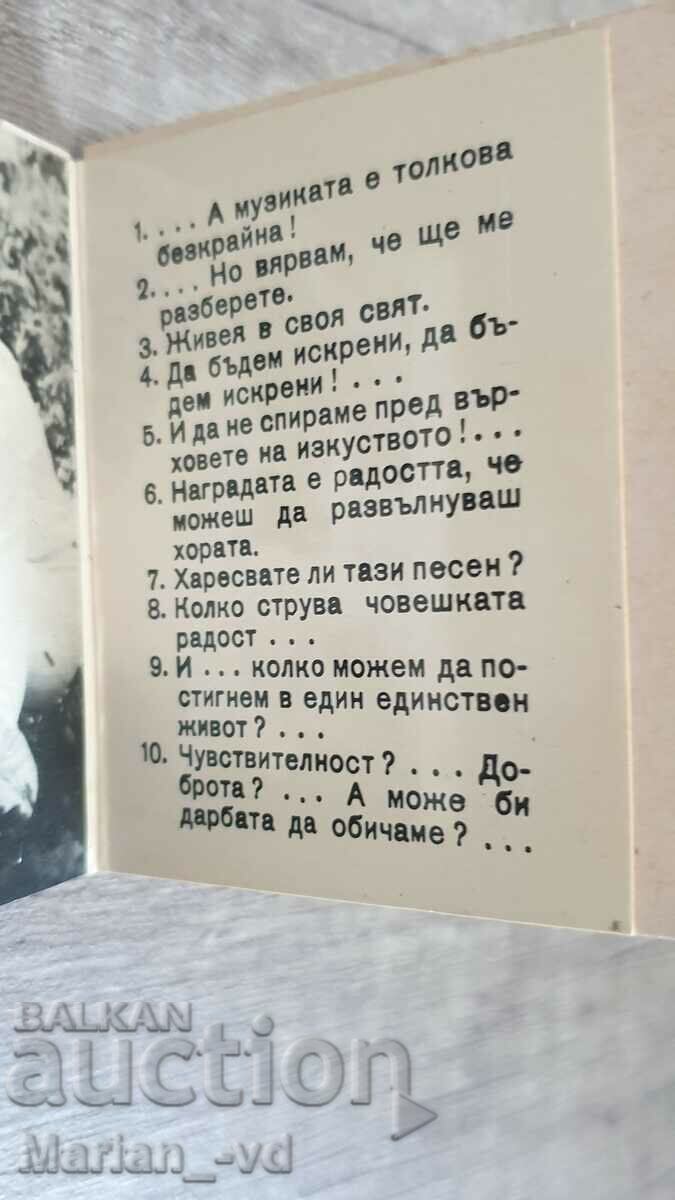 1. . . . . А музиката е толкова
безкрайна!
2. . . . Но вярвам, че ще ме
разберете.
3. Живея в своя свят.
4. Да бъдем искрени, да бъ-
дем искрени! . . .
5. И да не спираме пред вър-
ховете на изкуството!. . .
6. Наградата е радостта, че
можеш да развълнуваш
хората.
7. Харесвате ли тази песен?
8. Колко струва човешката
радост . . .
9. И . . . колко можем да по-
стигнем в един единствен
живот? . . .
10. Чувствителност? . . . До-
брота? . . . А може би
дарбата да обичаме? . . .
BALKAN
auction
Marian_-vd